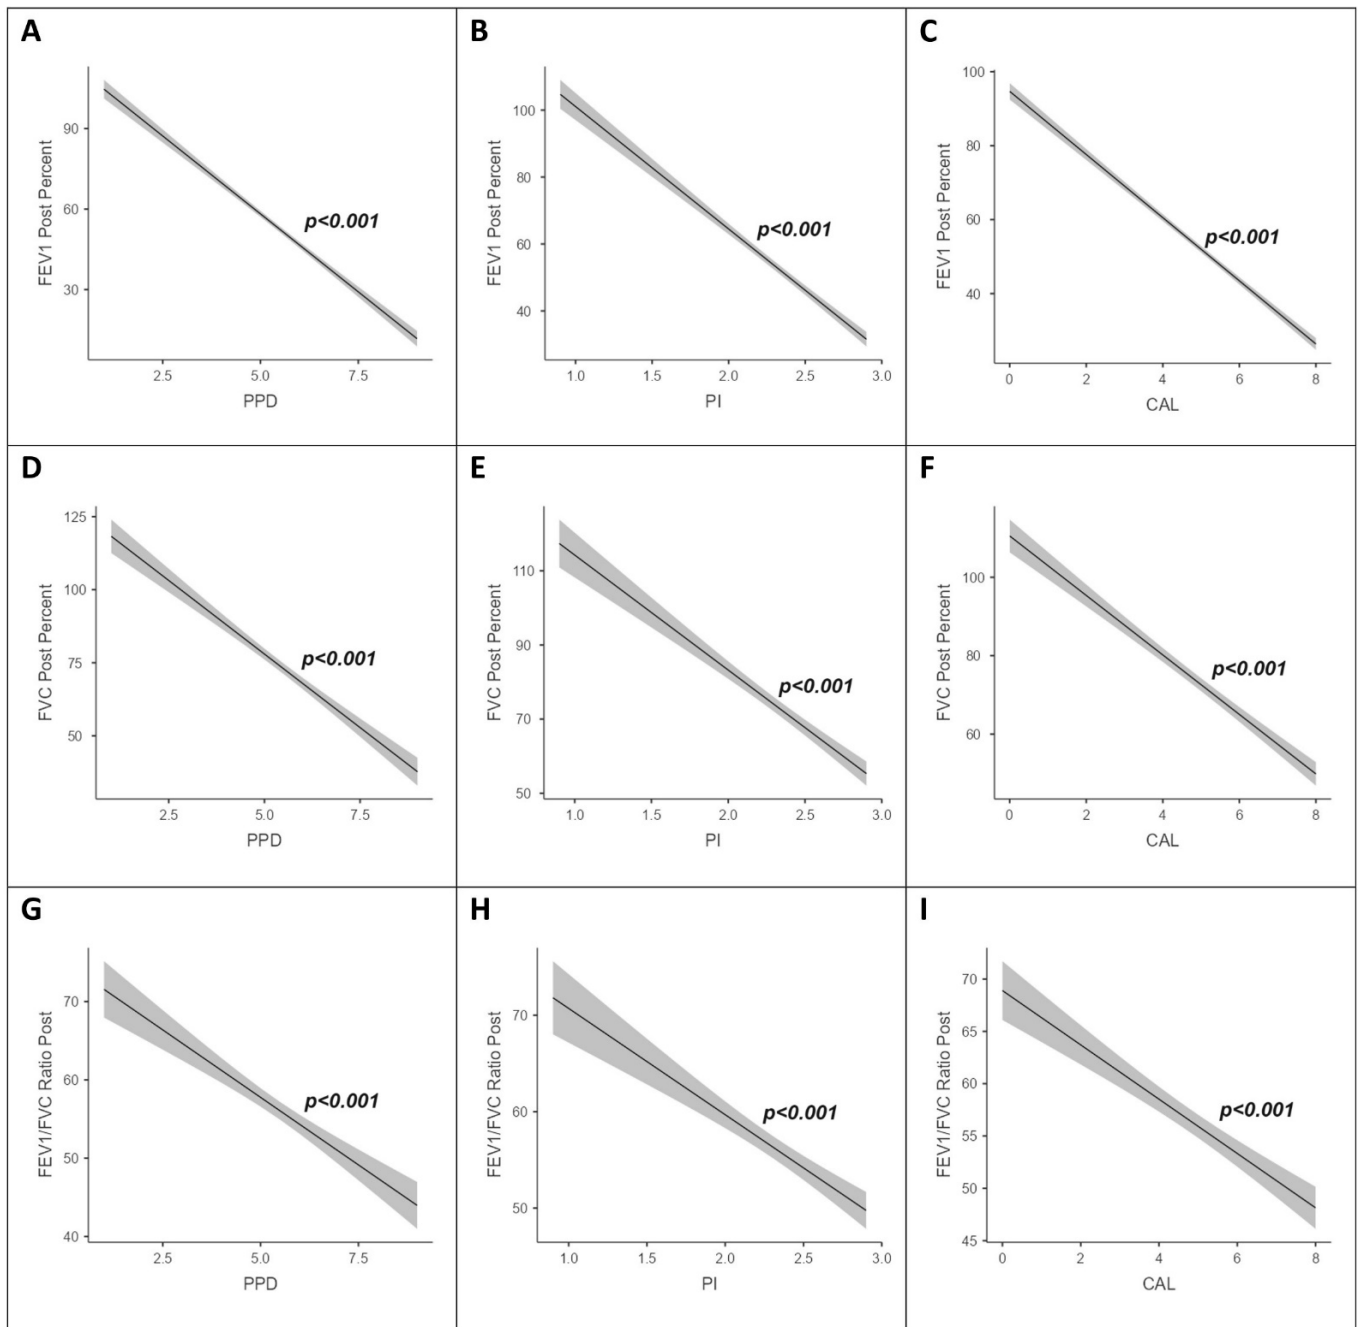 A
FEV1 Post Percent
90
60
30
p<0.001
2.5 5.0 7.5
PPD
B
FEV1 Post Percent
100
80
60
40
p<0.001
1.0 1.5 2.0 2.5 3.0
PI
C
FEV1 Post Percent
100
80
60
40
p<0.001
0 2 4 6 8
CAL
D
FVC Post Percent
125
100
75
50
p<0.001
2.5 5.0 7.5
PPD
E
FVC Post Percent
110
90
70
50
p<0.001
1.0 1.5 2.0 2.5 3.0
PI
F
FVC Post Percent
100
80
60
p<0.001
0 2 4 6 8
CAL
G
FEV1/FVC Ratio Post
70
60
50
40
p<0.001
2.5 5.0 7.5
PPD
H
FEV1/FVC Ratio Post
70
60
50
p<0.001
1.0 1.5 2.0 2.5 3.0
PI
I
FEV1/FVC Ratio Post
70
65
60
55
50
45
p<0.001
0 2 4 6 8
CAL